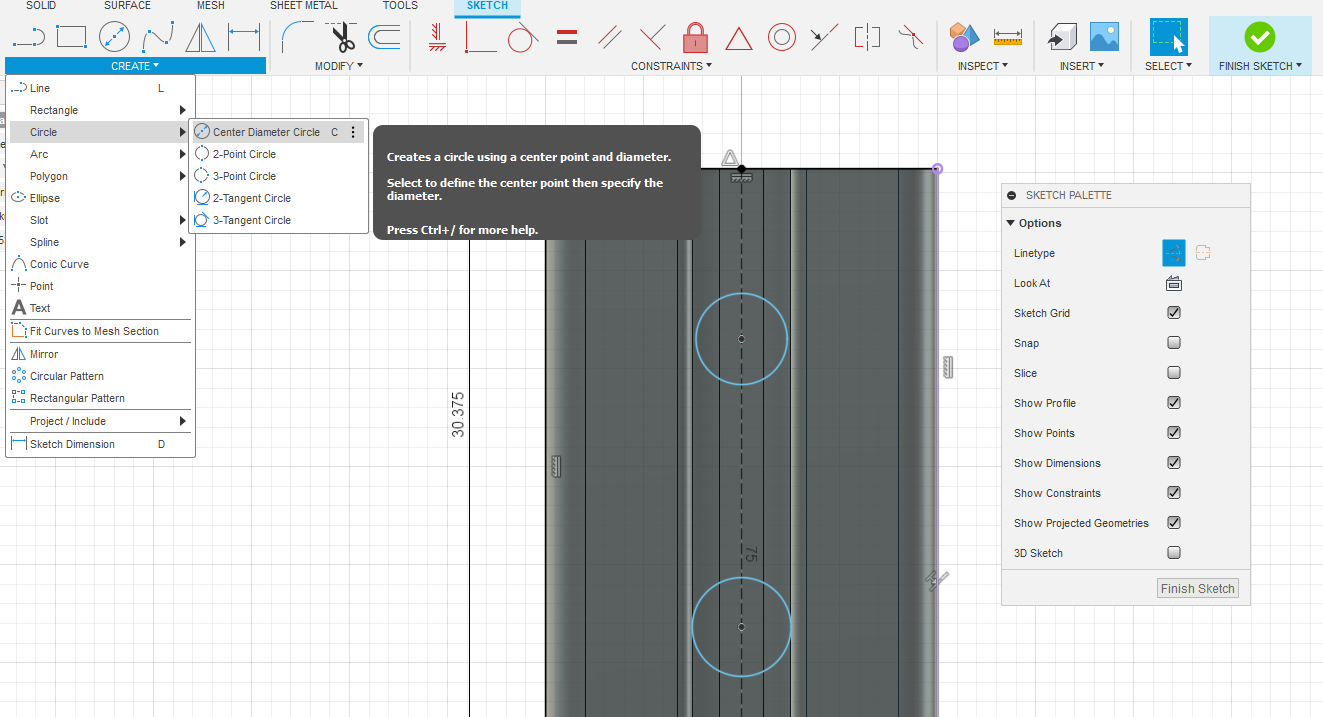 SOLID SURFACE MESH SHEET METAL TOOLS SKETCH
CREATE MODIFY CONSTRAINTS INSPECT INSERT SELECT FINISH SKETCH
Line L
Rectangle
Circle
Arc
Polygon
Ellipse
Slot
Spline
Conic Curve
Point
A Text
Fit Curves to Mesh Section
Mirror
Circular Pattern
Rectangular Pattern
Project / Include
Sketch Dimension D
Center Diameter Circle C
2-Point Circle
3-Point Circle
2-Tangent Circle
3-Tangent Circle
Creates a circle using a center point and diameter.
Select to define the center point then specify the
diameter.
Press Ctrl+/ for more help.
30.375
75
SKETCH PALETTE
Options
Linetype
Look At
Sketch Grid
Snap
Slice
Show Profile
Show Points
Show Dimensions
Show Constraints
Show Projected Geometries
3D Sketch
Finish Sketch